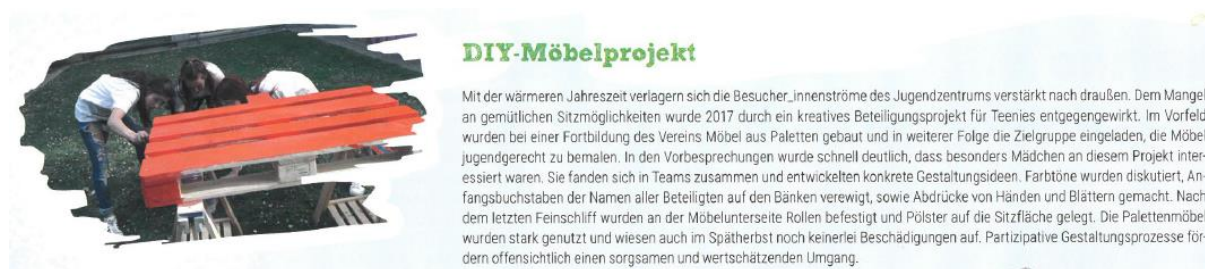 DIY-Möbelprojekt
Mit der wärmeren Jahreszeit verlagern sich die Besucher_innenströme des Jugendzentrums verstärkt nach draußen. Dem Mangel
an gemütlichen Sitzmöglichkeiten wurde 2017 durch ein kreatives Beteiligungsprojekt für Teenies entgegengewirkt. Im Vorfeld
wurden bei einer Fortbildung des Vereins Möbel aus Paletten gebaut und in weiterer Folge die Zielgruppe eingeladen, die Möbel
jugendgerecht zu bemalen. In den Vorbesprechungen wurde schnell deutlich, dass besonders Mädchen an diesem Projekt inter-
essiert waren. Sie fanden sich in Teams zusammen und entwickelten konkrete Gestaltungsideen. Farbtöne wurden diskutiert, An-
fangsbuchstaben der Namen aller Beteiligten auf den Bänken verewigt, sowie Abdrücke von Händen und Blättern gemacht. Nach
dem letzten Feinschliff wurden an der Möbelunterseite Rollen befestigt und Pölster auf die Sitzfläche gelegt. Die Palettenmöbel
wurden stark genutzt und wiesen auch im Spätherbst noch keinerlei Beschädigungen auf. Partizipative Gestaltungsprozesse för-
dern offensichtlich einen sorgsamen und wertschätzenden Umgang.